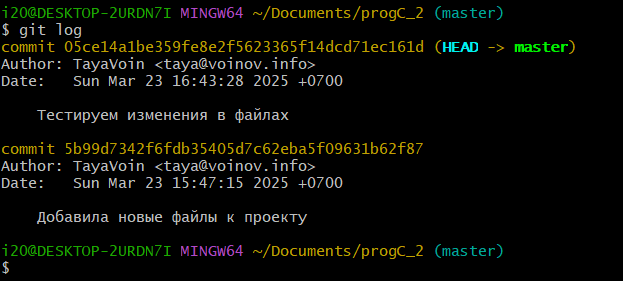 i20@DESKTOP-2URDN7I MINGW64 ~/Documents/progC_2 (master)
$ git log
commit 05ce14a1be359fe8e2f5623365f14dcd71ec161d (HEAD -> master)
Author: TayaVoin <taya@voinov.info>
Date:   Sun Mar 23 16:43:28 2025 +0700
    Тестируем изменения в файлах
commit 5b99d7342f6fdb35405d7c62eba5f09631b62f87
Author: TayaVoin <taya@voinov.info>
Date:   Sun Mar 23 15:47:15 2025 +0700
    Добавила новые файлы к проекту
i20@DESKTOP-2URDN7I MINGW64 ~/Documents/progC_2 (master)
$